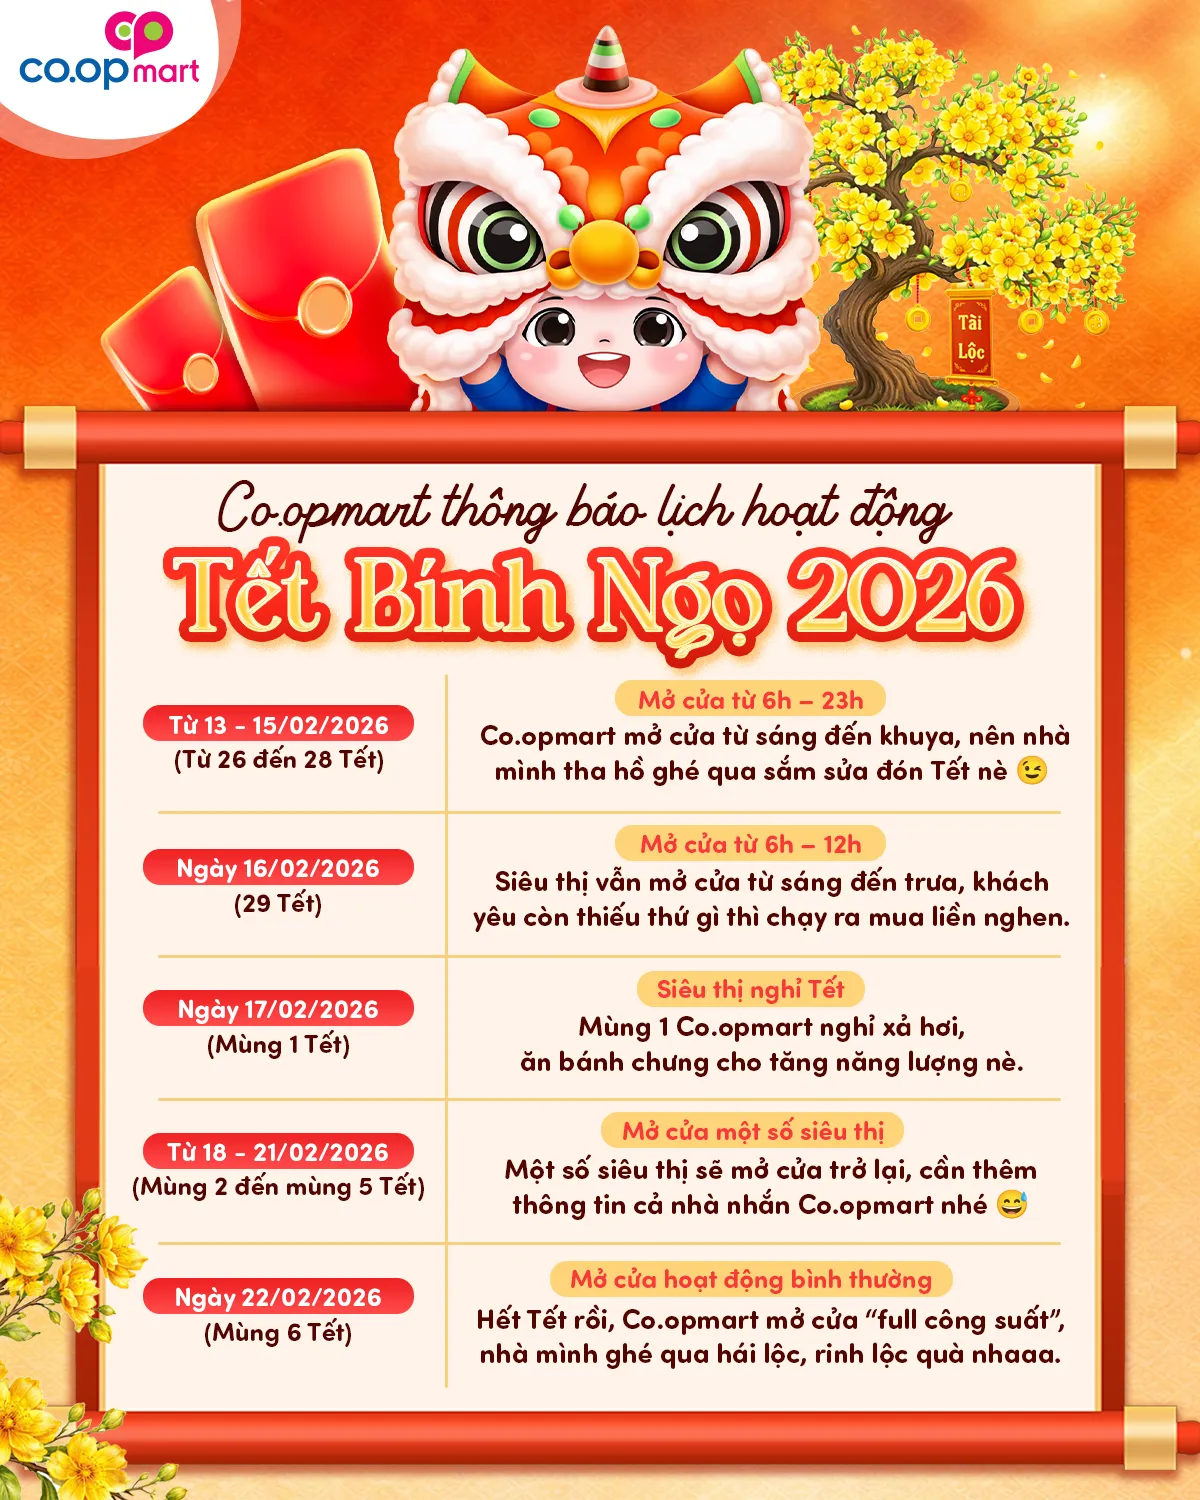 co.opmart
Tài
Lộc
Co.opmart thông báo lịch hoạt động
Tết Bính Ngọ 2026
Từ 13 - 15/02/2026
(Từ 26 đến 28 Tết)
Mở cửa từ 6h – 23h
Co.opmart mở cửa từ sáng đến khuya, nên nhà
mình tha hồ ghé qua sắm sửa đón Tết nè 😉
Ngày 16/02/2026
(29 Tết)
Mở cửa từ 6h – 12h
Siêu thị vẫn mở cửa từ sáng đến trưa, khách
yêu còn thiếu thứ gì thì chạy ra mua liền nghen.
Ngày 17/02/2026
(Mùng 1 Tết)
Siêu thị nghỉ Tết
Mùng 1 Co.opmart nghỉ xả hơi,
ăn bánh chưng cho tăng năng lượng nè.
Từ 18 - 21/02/2026
(Mùng 2 đến mùng 5 Tết)
Mở cửa một số siêu thị
Một số siêu thị sẽ mở cửa trở lại, cần thêm
thông tin cả nhà nhắn Co.opmart nhé 😅
Ngày 22/02/2026
(Mùng 6 Tết)
Mở cửa hoạt động bình thường
Hết Tết rồi, Co.opmart mở cửa “full công suất”,
nhà mình ghé qua hái lộc, rinh lộc quà nhaaa.